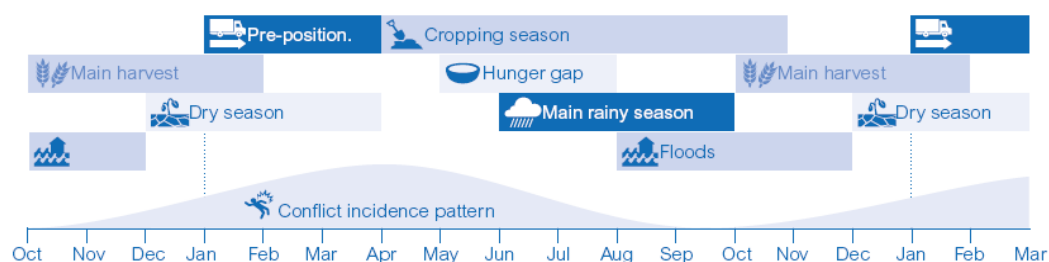 Pre-position.
Cropping season
Main harvest
Hunger gap
Main harvest
Dry season
Main rainy season
Dry season
Floods
Conflict incidence pattern
Oct Nov Dec Jan Feb Apr May Jun Jul Aug Sep Oct Nov Dec Jan Feb Mar